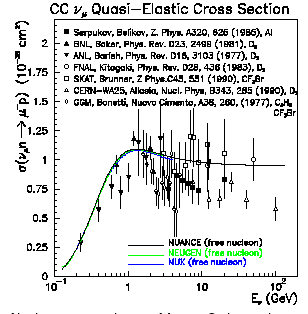 CC νμ Quasi-Elastic Cross Section
Serpukov, Belikov, Z. Phys. A320, 625 (1985), Al
BNL, Baker, Phys. Rev. D23, 2499 (1981), D₂
ANL, Barish, Phys. Rev. D16, 3103 (1977), D₂
FNAL, Kitagaki, Phys. Rev. D28, 436 (1983), D₂
SKAT, Brunner, Z Phys.C45, 551 (1990), CF₃Br
CERN-WA25, Allasia, Nucl. Phys. B343, 285 (1990), D₂
GGM, Bonetti, Nuovo Cimento, A38, 260, (1977), C₃H₈
CF₃Br
σ(νμ n → μ⁻ p) (10⁻³⁸ cm²)
2
1.75
1.5
1.25
1
0.75
0.5
0.25
0
NUANCE (free nucleon)
NEUGEN (free nucleon)
NUX (free nucleon)
10⁻¹ 1 10 10²
Eν (GeV)